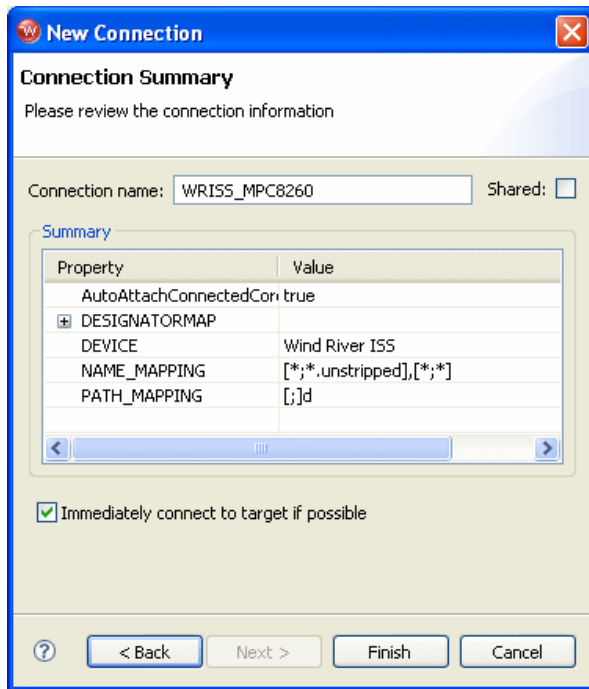 New Connection
Connection Summary
Please review the connection information
Connection name: WRISS_MPC8260 Shared:
Summary
Property Value
AutoAttachConnectedCor true
DESIGNATORMAP
DEVICE Wind River ISS
NAME_MAPPING [*;*.unstripped],[*;*]
PATH_MAPPING [;]d
Immediately connect to target if possible
? < Back Next > Finish Cancel